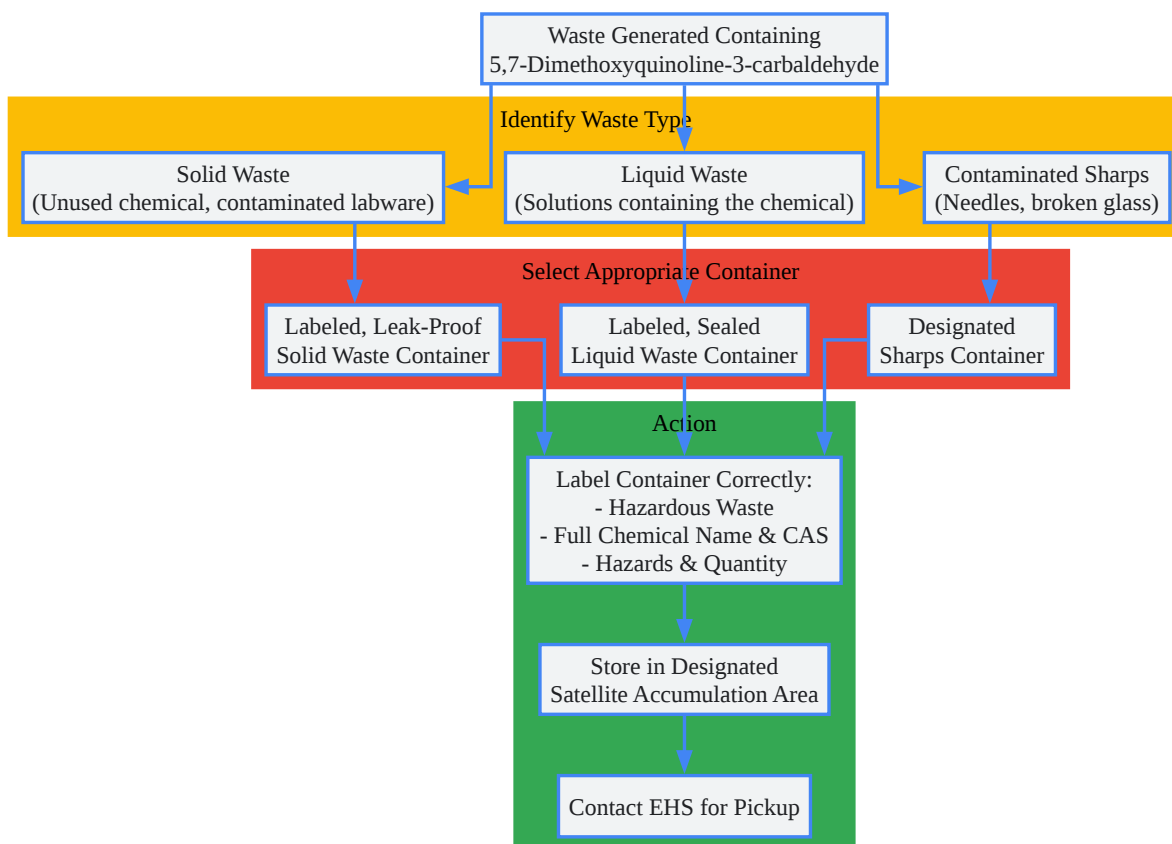 Waste Generated Containing
5,7-Dimethoxyquinoline-3-carbaldehyde
Identify Waste Type
Solid Waste
(Unused chemical, contaminated labware)
Liquid Waste
(Solutions containing the chemical)
Contaminated Sharps
(Needles, broken glass)
Select Appropriate Container
Labeled, Leak-Proof
Solid Waste Container
Labeled, Sealed
Liquid Waste Container
Designated
Sharps Container
Action
Label Container Correctly:
- Hazardous Waste
- Full Chemical Name & CAS
- Hazards & Quantity
Store in Designated
Satellite Accumulation Area
Contact EHS for Pickup